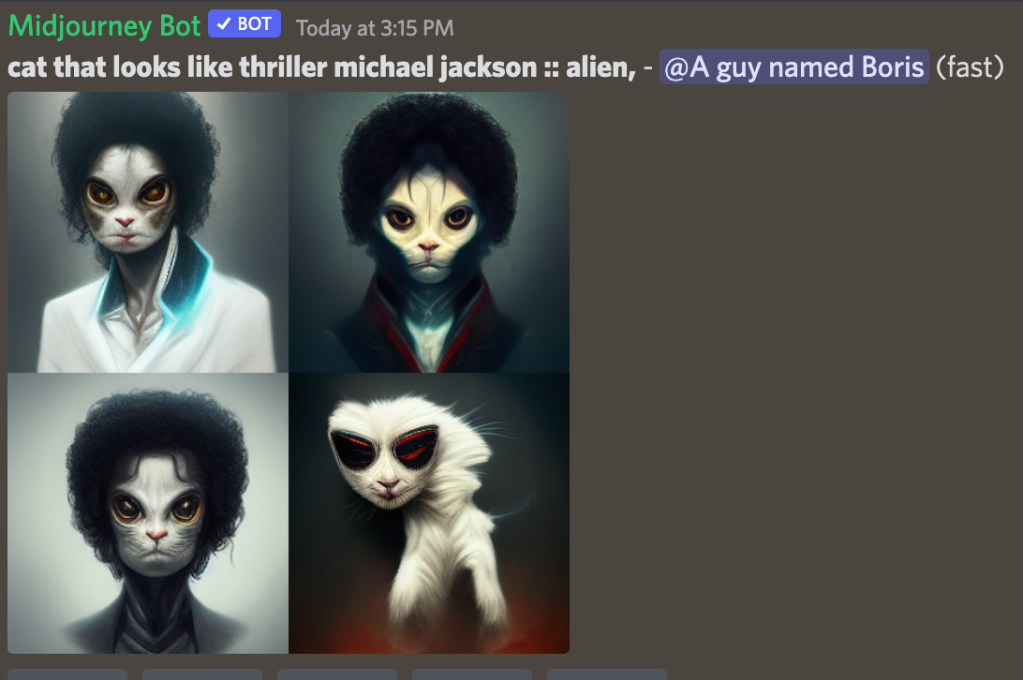 Midjourney Bot ✓ BOT Today at 3:15 PM
cat that looks like thriller michael jackson :: alien, - @A guy named Boris (fast)